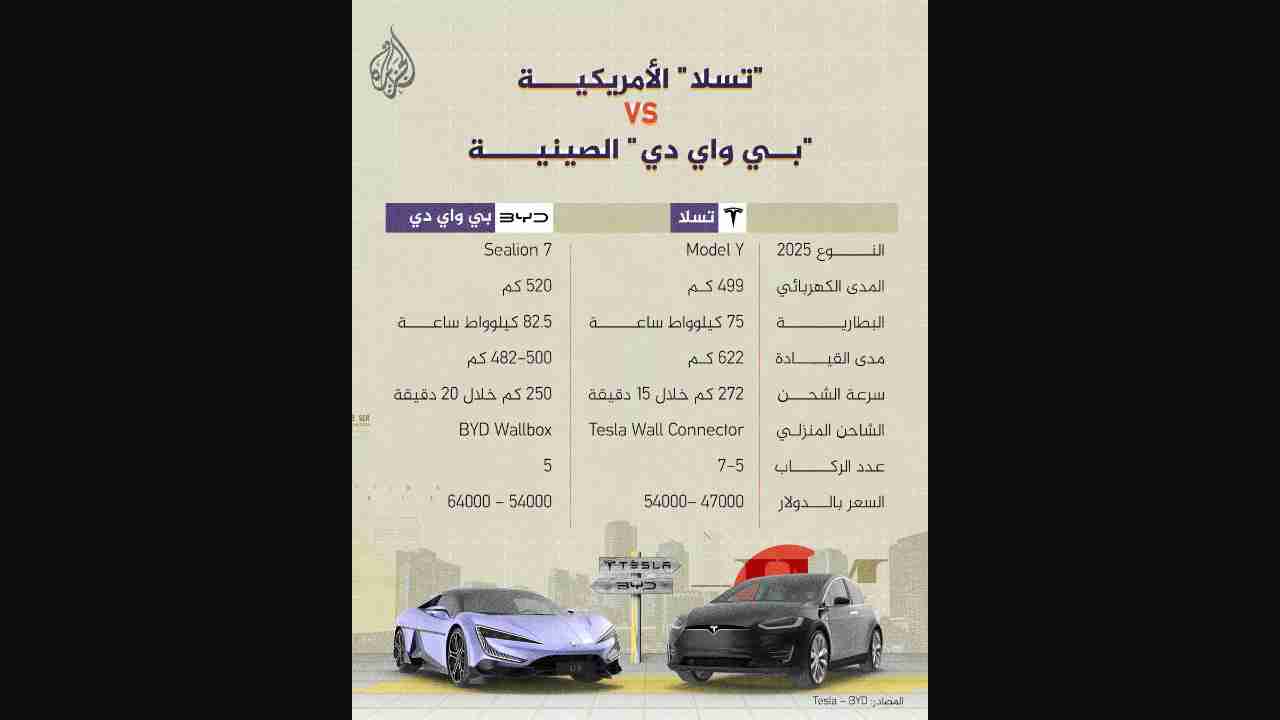 "تسلا" الأمريكية
VS
"بي واي دي" الصينية
تسلا BYD بي واي دي
النوع 2025 Model Y Sealion 7
المدى الكهربائي 499 كم 520 كم
البطارية 75 كيلوواط ساعة 82.5 كيلوواط ساعة
مدى القيادة 622 كم 482-500 كم
سرعة الشحن 272 كم خلال 15 دقيقة 250 كم خلال 20 دقيقة
الشاحن المنزلي Tesla Wall Connector BYD Wallbox
عدد الركاب 5-7 5
السعر بالدولار 47000 –54000 54000 – 64000
TESLA
BYD
المصادر: Tesla – BYD